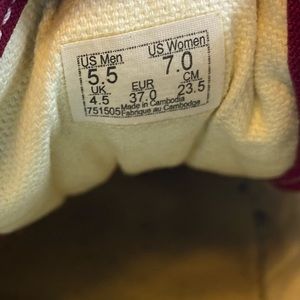 US Men US Women
5.5 7.0
UK EUR CM
4.5 37.0 23.5
751505 Made in Cambodia
Fabrique au Cambodge